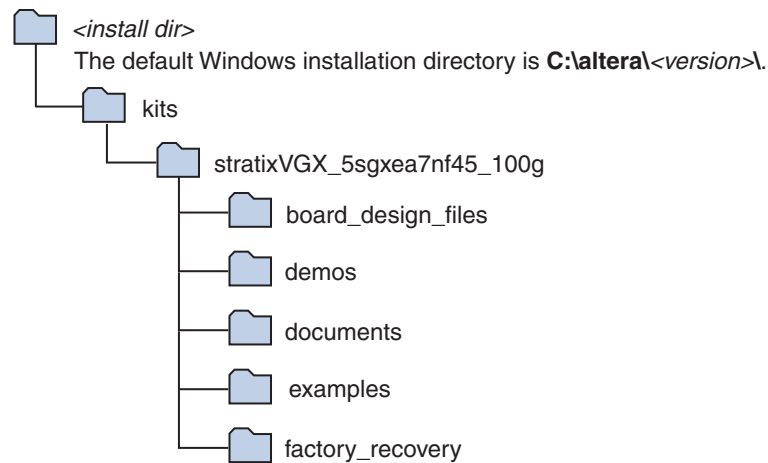 <install dir>
The default Windows installation directory is C:\altera\<version>\.
kits
stratixVGX_5sgxea7nf45_100g
board_design_files
demos
documents
examples
factory_recovery